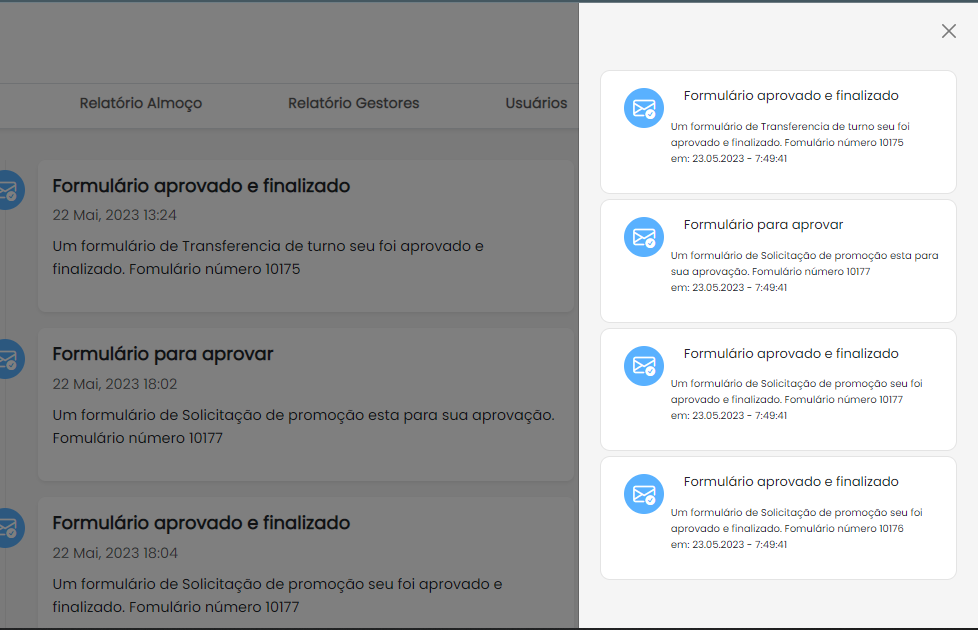 Relatório Almoço
Relatório Gestores
Usuários
Formulário aprovado e finalizado
22 Mai, 2023 13:24
Um formulário de Transferencia de turno seu foi aprovado e
finalizado. Fomulário número 10175
Formulário para aprovar
22 Mai, 2023 18:02
Um formulário de Solicitação de promoção esta para sua aprovação.
Fomulário número 10177
Formulário aprovado e finalizado
22 Mai, 2023 18:04
Um formulário de Solicitação de promoção seu foi aprovado e
finalizado. Fomulário número 10177
Formulário aprovado e finalizado
Um formulário de Transferencia de turno seu foi
aprovado e finalizado. Fomulário número 10175
em: 23.05.2023 - 7:49:41
Formulário para aprovar
Um formulário de Solicitação de promoção esta para
sua aprovação. Fomulário número 10177
em: 23.05.2023 - 7:49:41
Formulário aprovado e finalizado
Um formulário de Solicitação de promoção seu foi
aprovado e finalizado. Fomulário número 10177
em: 23.05.2023 - 7:49:41
Formulário aprovado e finalizado
Um formulário de Solicitação de promoção seu foi
aprovado e finalizado. Fomulário número 10176
em: 23.05.2023 - 7:49:41